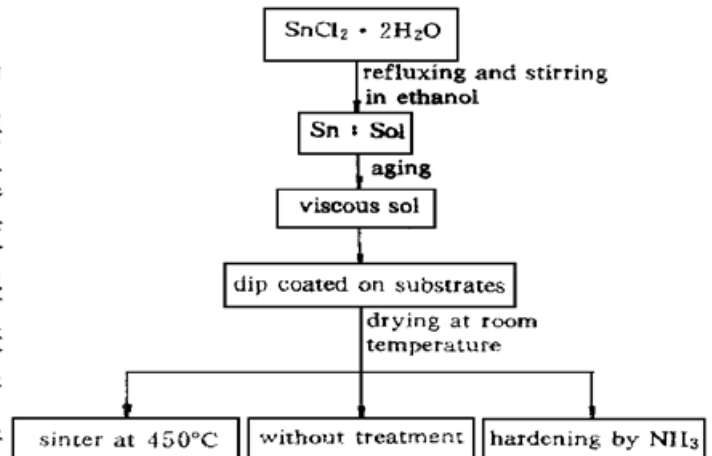 SnCl₂ • 2H₂O
refluxing and stirring
in ethanol
Sn : Sol
aging
viscous sol
dip coated on substrates
drying at room
temperature
sinter at 450°C
without treatment
hardening by NH₃